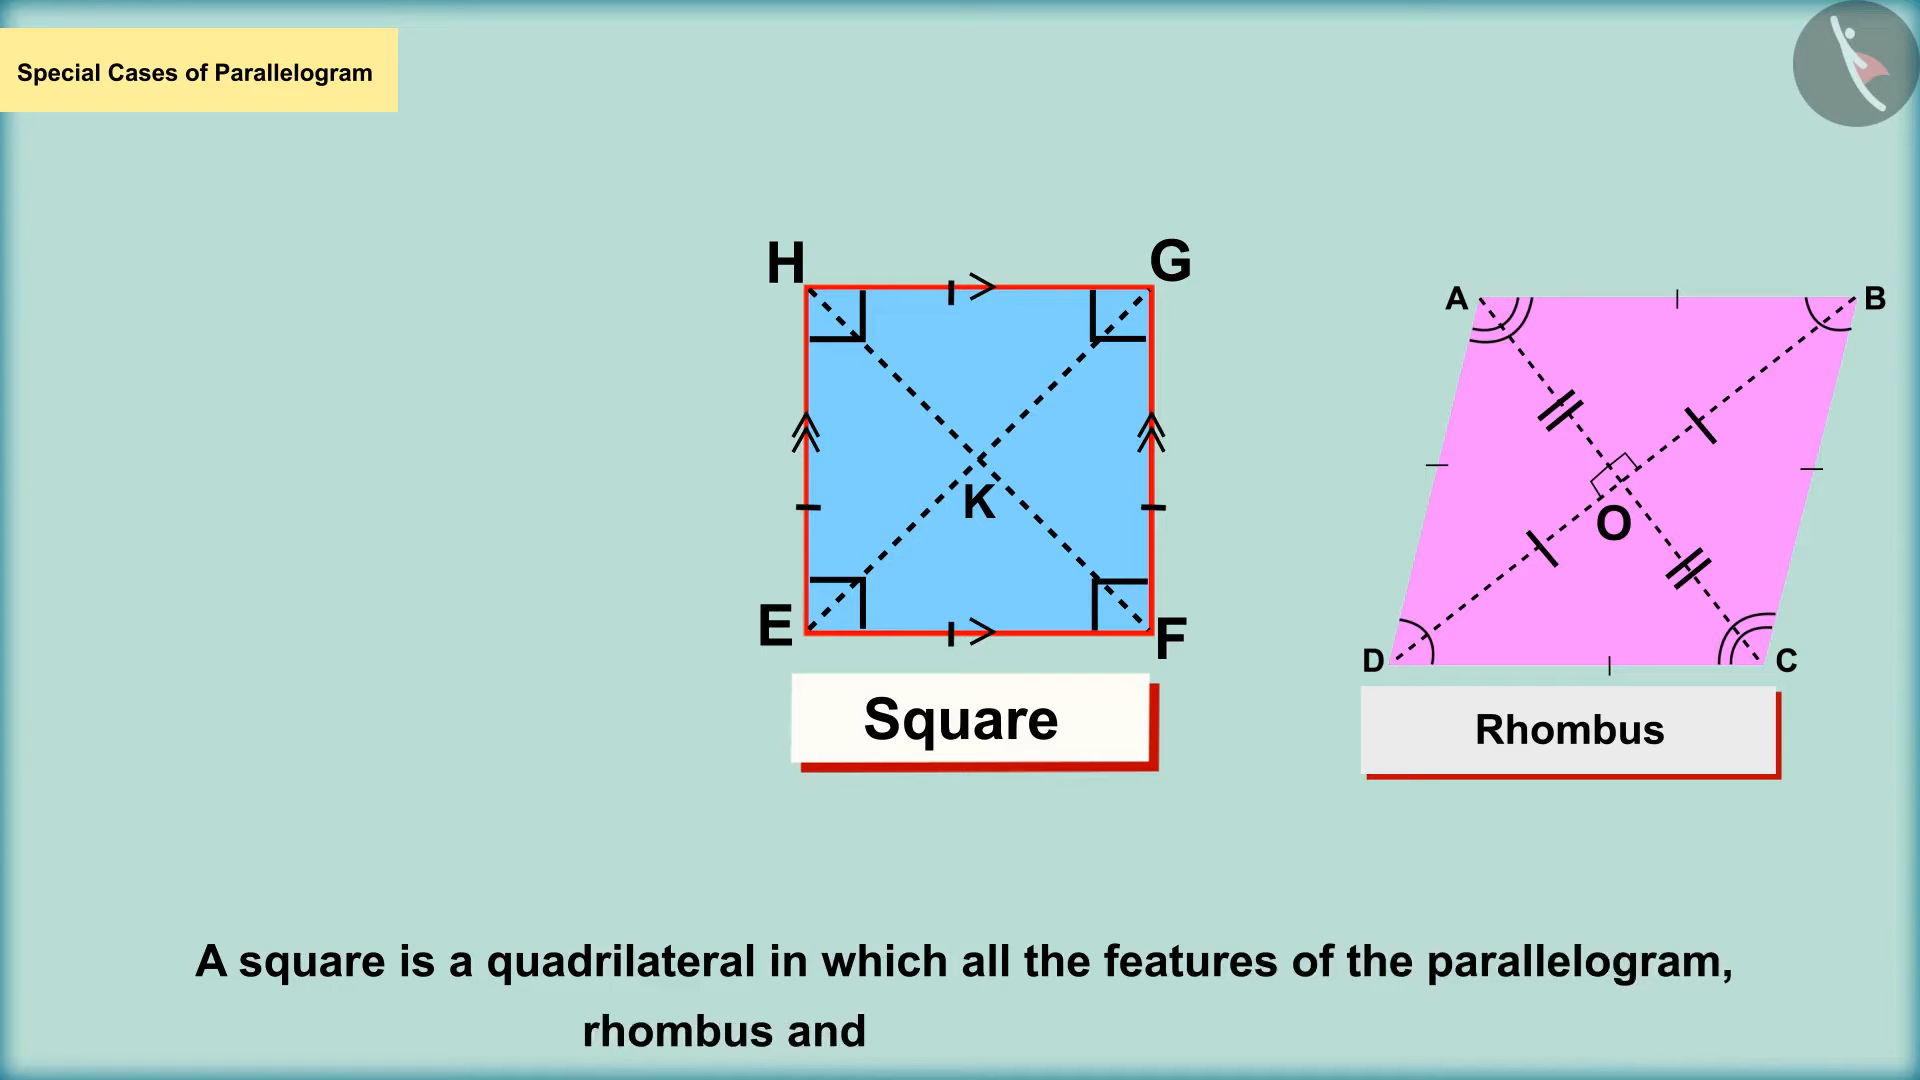 Special Cases of Parallelogram
H
G
A
B
K
O
E
F
D
C
Square
Rhombus
A square is a quadrilateral in which all the features of the parallelogram,
rhombus and